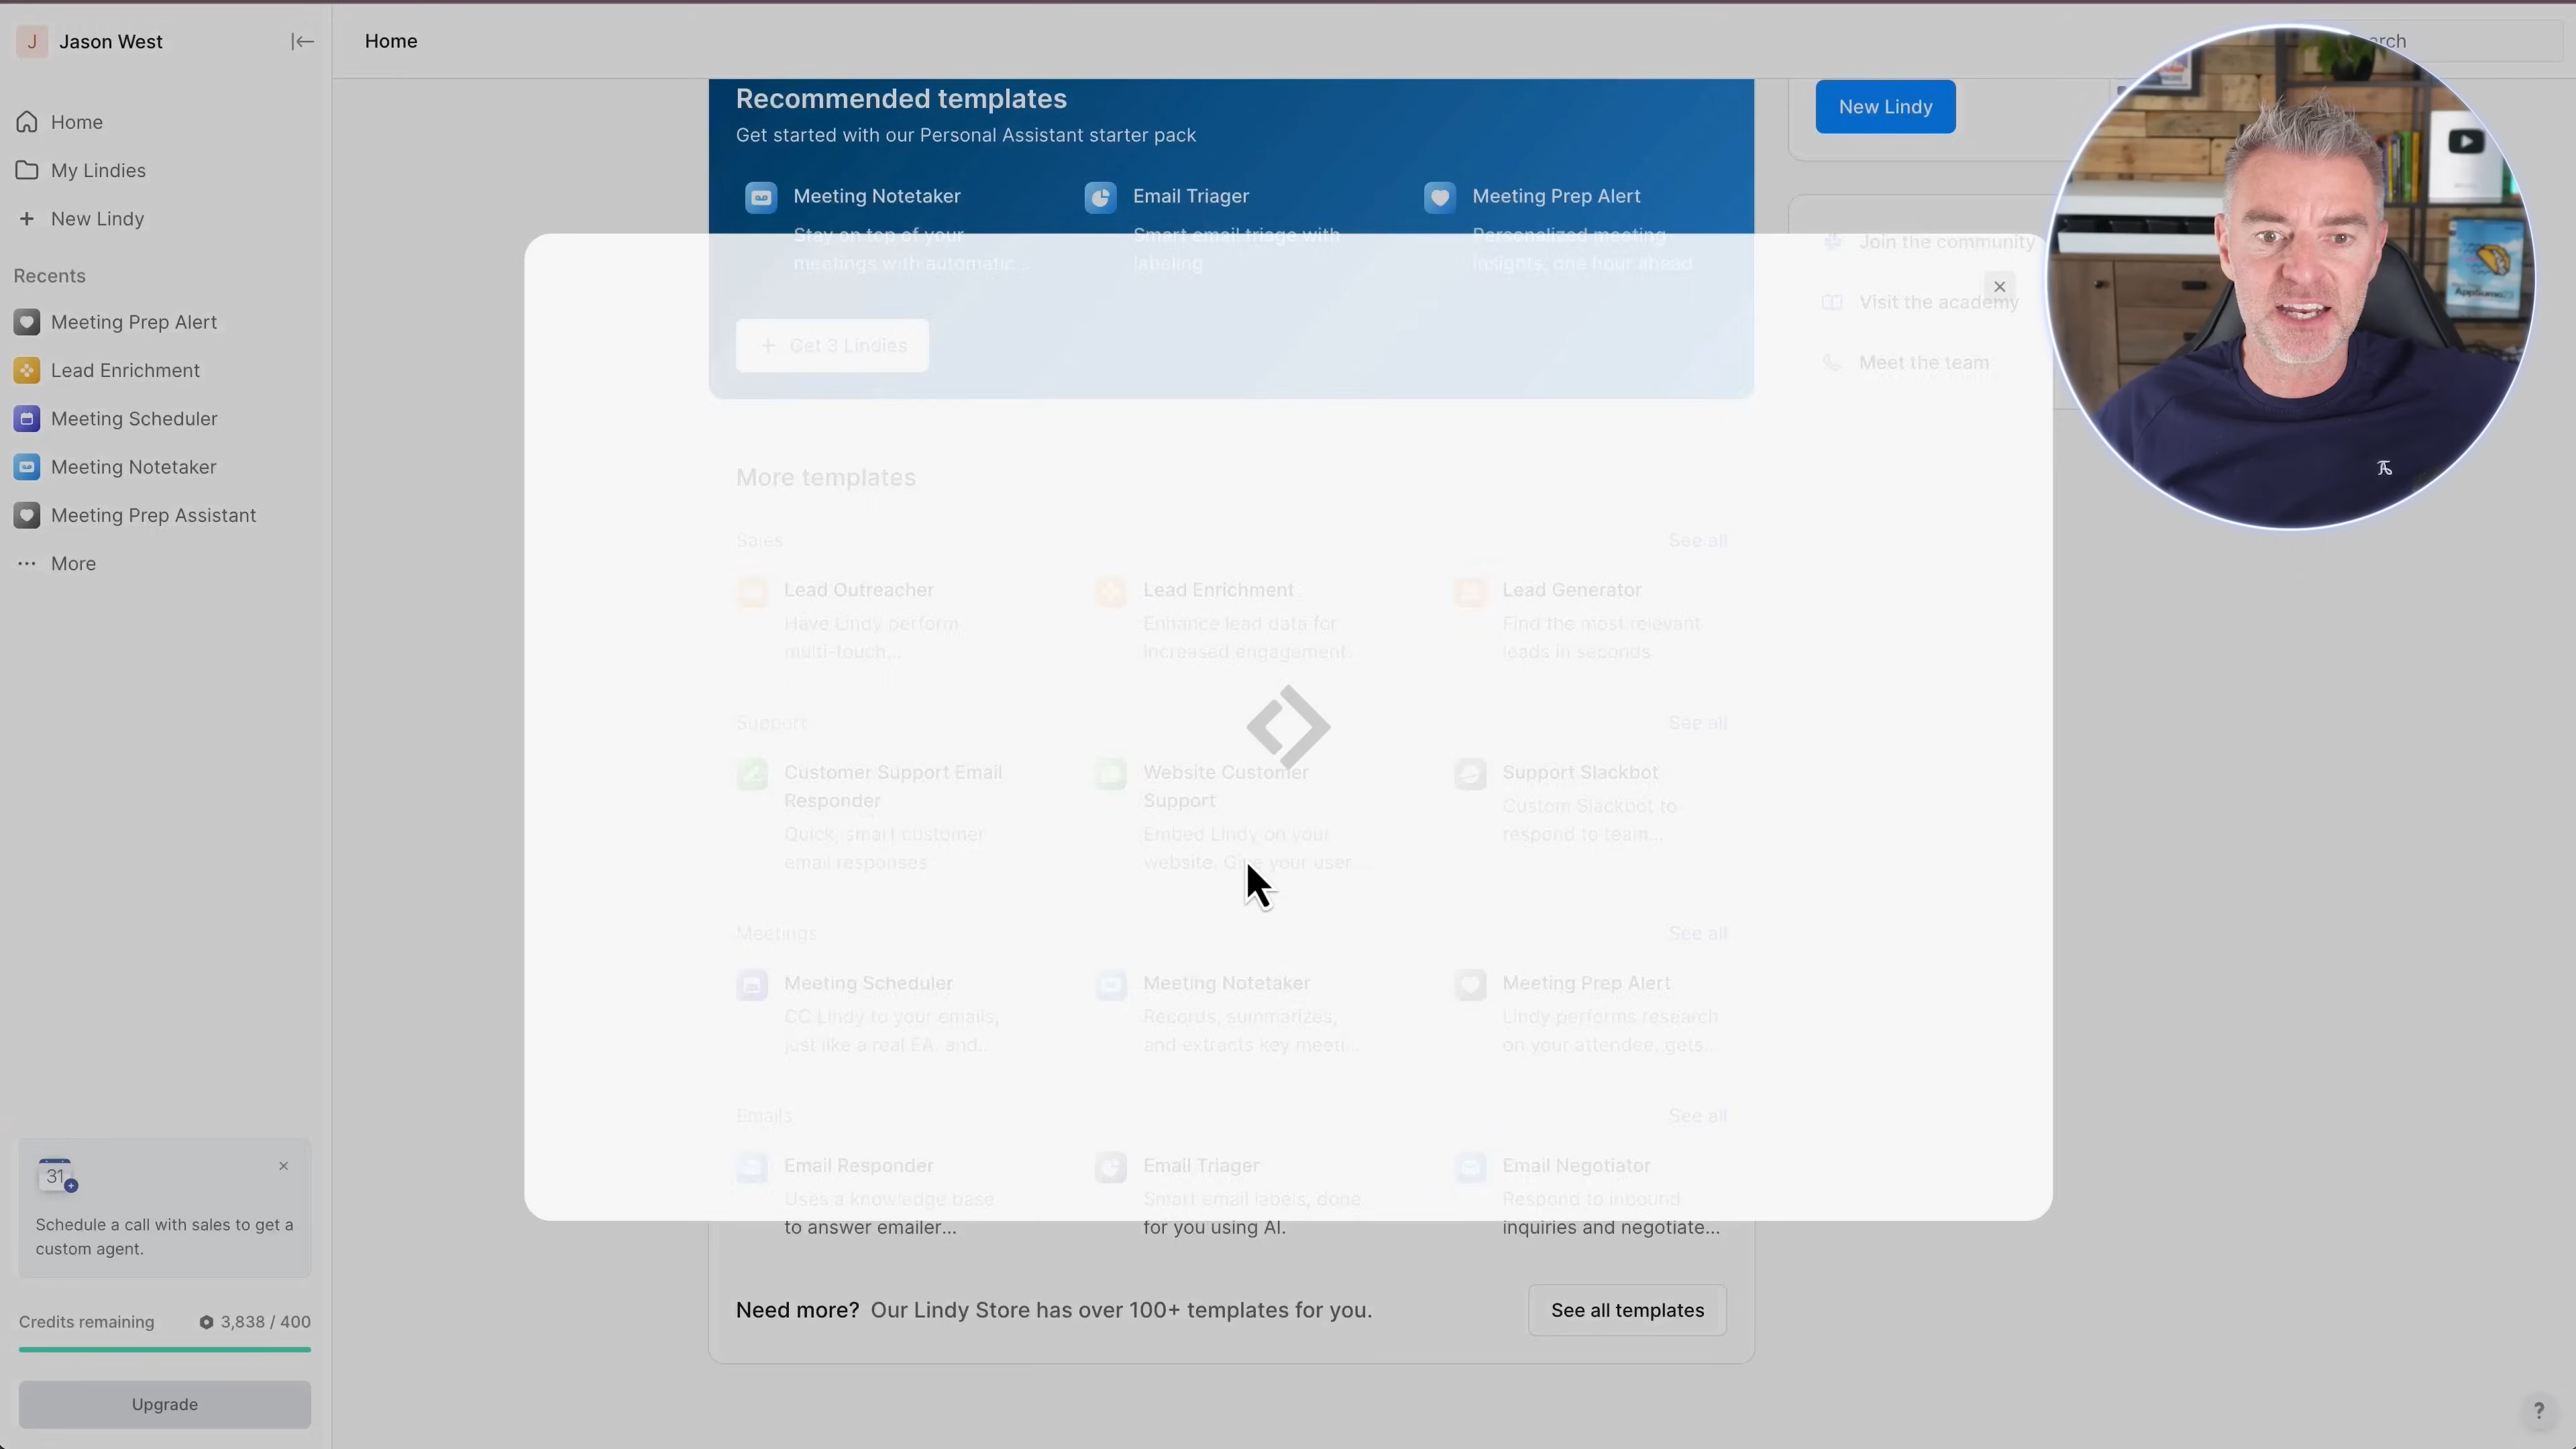 J Jason West
Home
arch
Home
My Lindies
New Lindy
Recents
Meeting Prep Alert
Lead Enrichment
Meeting Scheduler
Meeting Notetaker
Meeting Prep Assistant
More
31
Schedule a call with sales to get a
custom agent.
Credits remaining 3,838 / 400
Upgrade
Recommended templates
Get started with our Personal Assistant starter pack
Meeting Notetaker
Stay on top of your
meetings with automatic...
Email Triager
Smart email triage with
labeling
Meeting Prep Alert
Personalized meeting
insights, one hour ahead
+ Get 3 Lindies
New Lindy
Join the community
Visit the academy
Meet the team
More templates
Sales See all
Lead Outreacher
Have Lindy perform
multi-touch...
Lead Enrichment
Enhance lead data for
increased engagement.
Lead Generator
Find the most relevant
leads in seconds
Support See all
Customer Support Email
Responder
Quick, smart customer
email responses
Website Customer
Support
Embed Lindy on your
website. Give your user...
Support Slackbot
Custom Slackbot to
respond to team...
Meetings See all
Meeting Scheduler
CC Lindy to your emails,
just like a real EA, and...
Meeting Notetaker
Records, summarizes,
and extracts key meeti...
Meeting Prep Alert
Lindy performs research
on your attendee, gets...
Emails See all
Email Responder
Uses a knowledge base
to answer emailer...
Email Triager
Smart email labels, done
for you using AI.
Email Negotiator
Respond to inbound
inquiries and negotiate...
Need more? Our Lindy Store has over 100+ templates for you.
See all templates
?